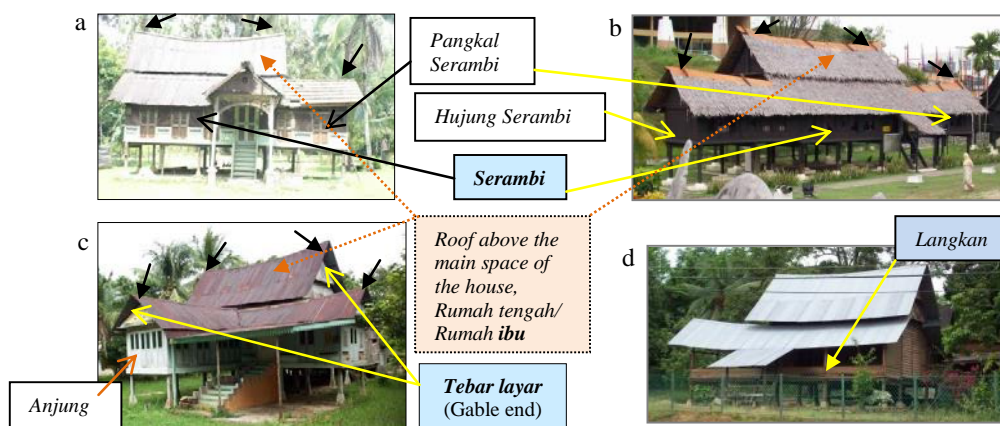 a
Pangkal
Serambi
b
Hujung Serambi
Serambi
c
Roof above the
main space of
the house,
Rumah tengah/
Rumah ibu
d
Langkan
Anjung
Tebar layar
(Gable end)